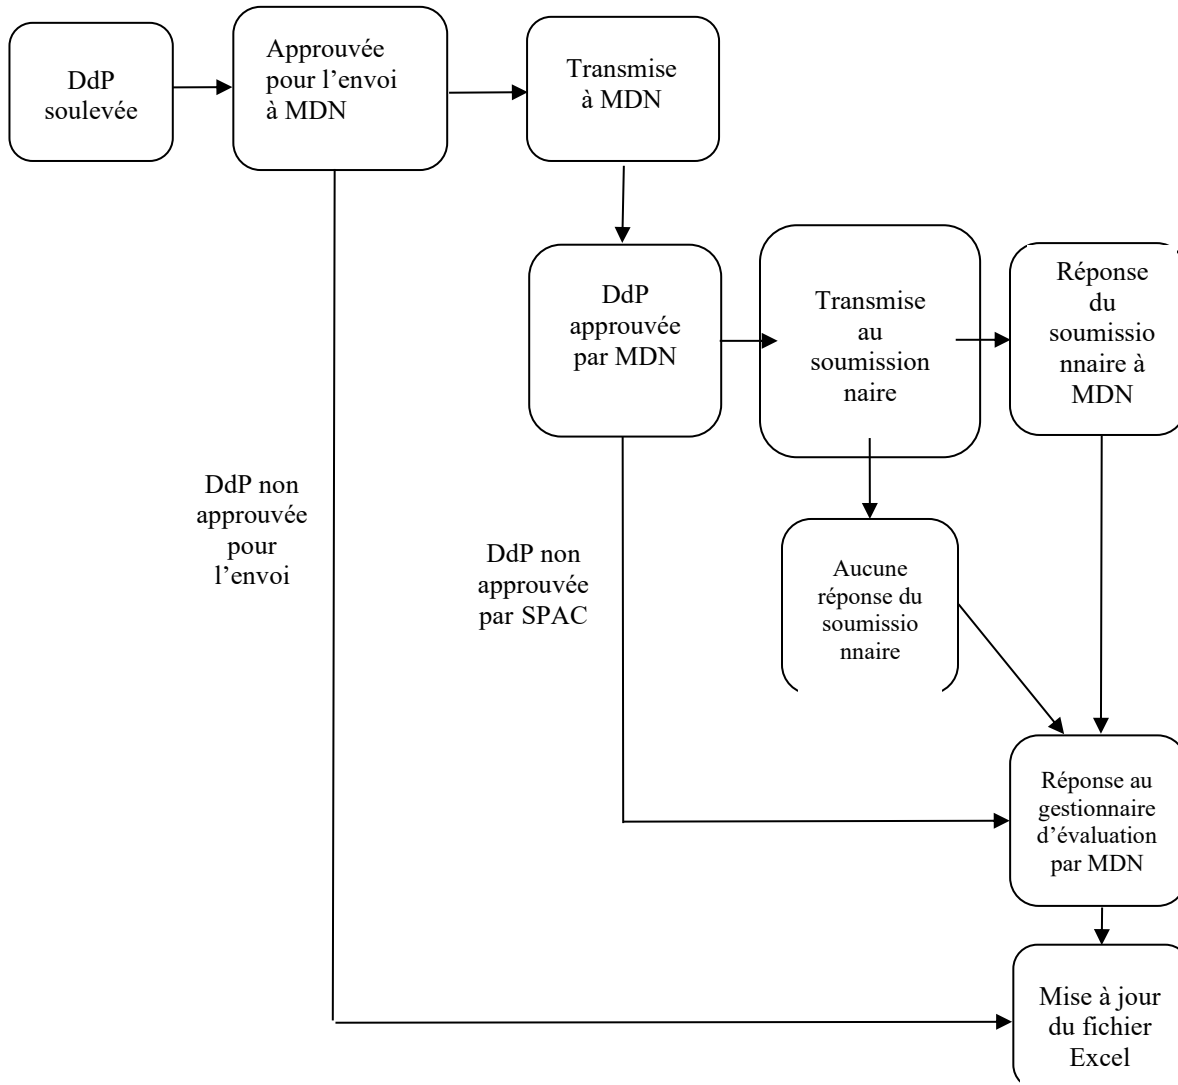 DdP
soulevée
Approuvée
pour l’envoi
à MDN
Transmise
à MDN
DdP
approuvée
par MDN
Transmise
au
soumission
naire
Réponse
du
soumissio
nnaire à
MDN
DdP non
approuvée
pour
l’envoi
DdP non
approuvée
par SPAC
Aucune
réponse du
soumissio
nnaire
Réponse au
gestionnaire
d’évaluation
par MDN
Mise à jour
du fichier
Excel